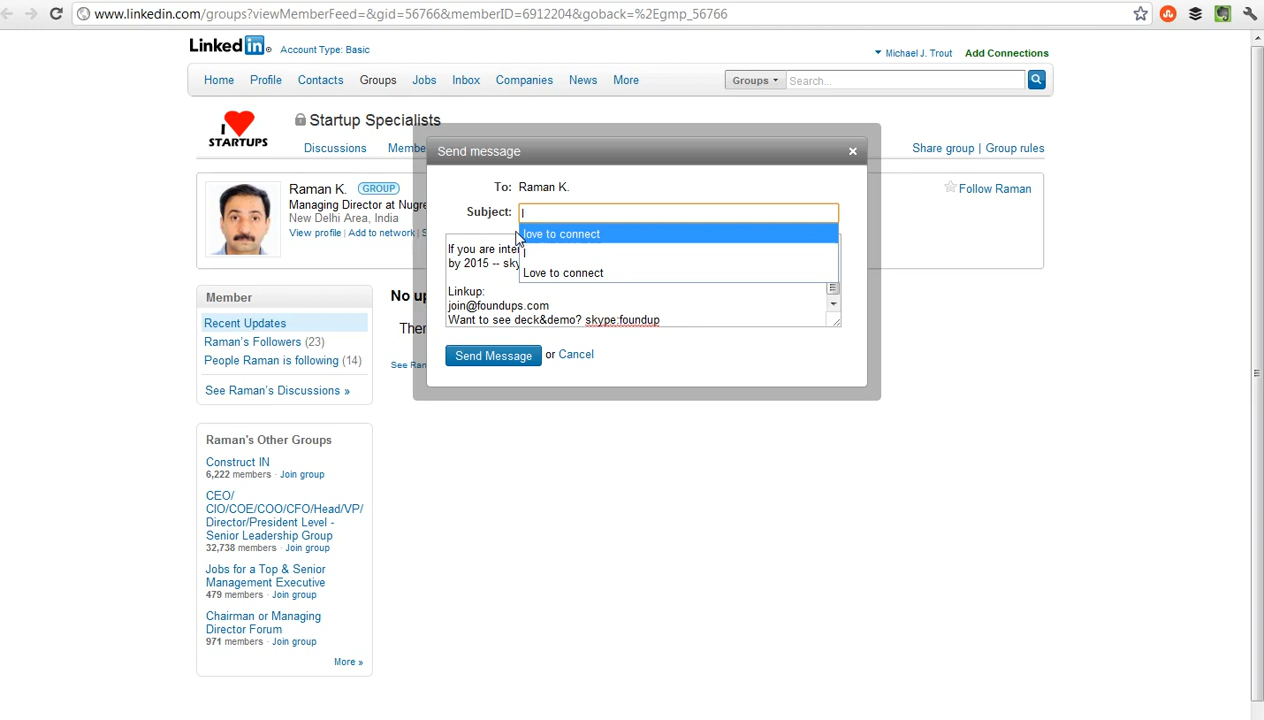 www.linkedin.com/groups?viewMemberFeed=&gid=56766&memberID=6912204&goback=%2Egmp_56766
Linked in Account Type: Basic
Michael J. Trout Add Connections
Home Profile Contacts Groups Jobs Inbox Companies News More
Groups Search...
I
STARTUPS
Startup Specialists
Discussions
Share group | Group rules
Raman K. GROUP
Managing Director at
New Delhi Area, India
View profile | Add to network |
Follow Raman
Send message
To: Raman K.
Subject: l
love to connect
l
Love to connect
If you are
by 2015 --
Linkup:
join@foundups.com
Want to see deck&demo? skype:foundup
Send Message or Cancel
Member
Recent Updates
Raman's Followers (23)
People Raman is following (14)
See Raman's Discussions »
No
See
Raman's Other Groups
Construct IN
6,222 members · Join group
CEO/
CIO/COE/COO/CFO/Head/VP/
Director/President Level -
Senior Leadership Group
32,738 members · Join group
Jobs for a Top & Senior
Management Executive
479 members · Join group
Chairman or Managing
Director Forum
971 members · Join group
More »